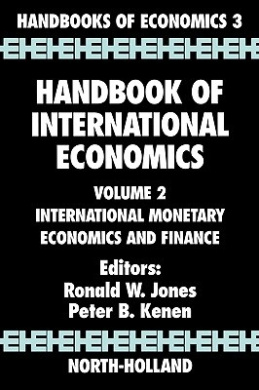 HANDBOOKS OF ECONOMICS 3
HANDBOOK OF
INTERNATIONAL
ECONOMICS
VOLUME 2
INTERNATIONAL MONETARY
ECONOMICS AND FINANCE
Editors:
Ronald W. Jones
Peter B. Kenen
NORTH-HOLLAND